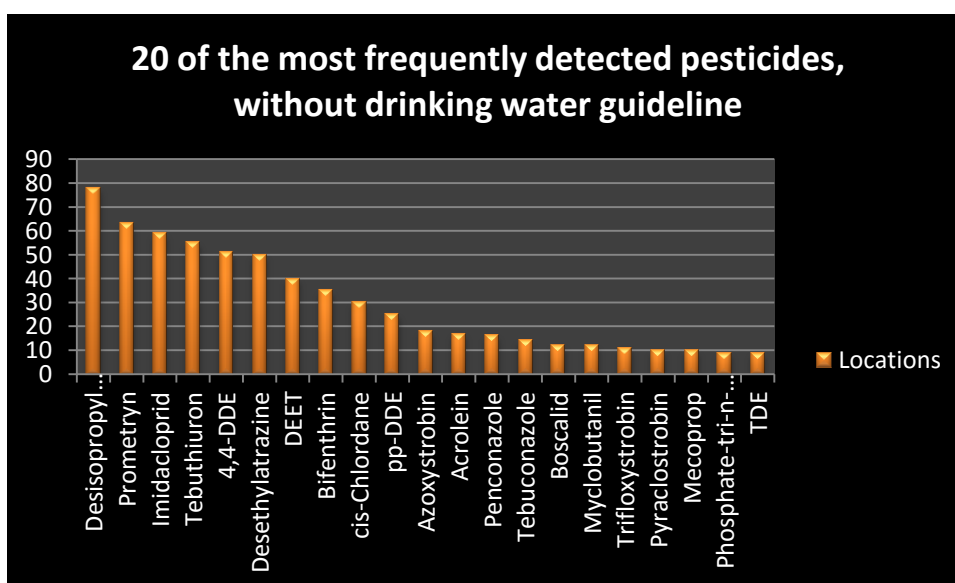 20 of the most frequently detected pesticides,
without drinking water guideline
90
80
70
60
50
40
30
20
10
0
Desisopropyl…
Prometryn
Imidacloprid
Tebuthiuron
4,4-DDE
Desethylatrazine
DEET
Bifenthrin
cis-Chlordane
pp-DDE
Azoxystrobin
Acrolein
Penconazole
Tebuconazole
Boscalid
Myclobutanil
Trifloxystrobin
Pyraclostrobin
Mecoprop
Phosphate-tri-n-…
TDE
Locations